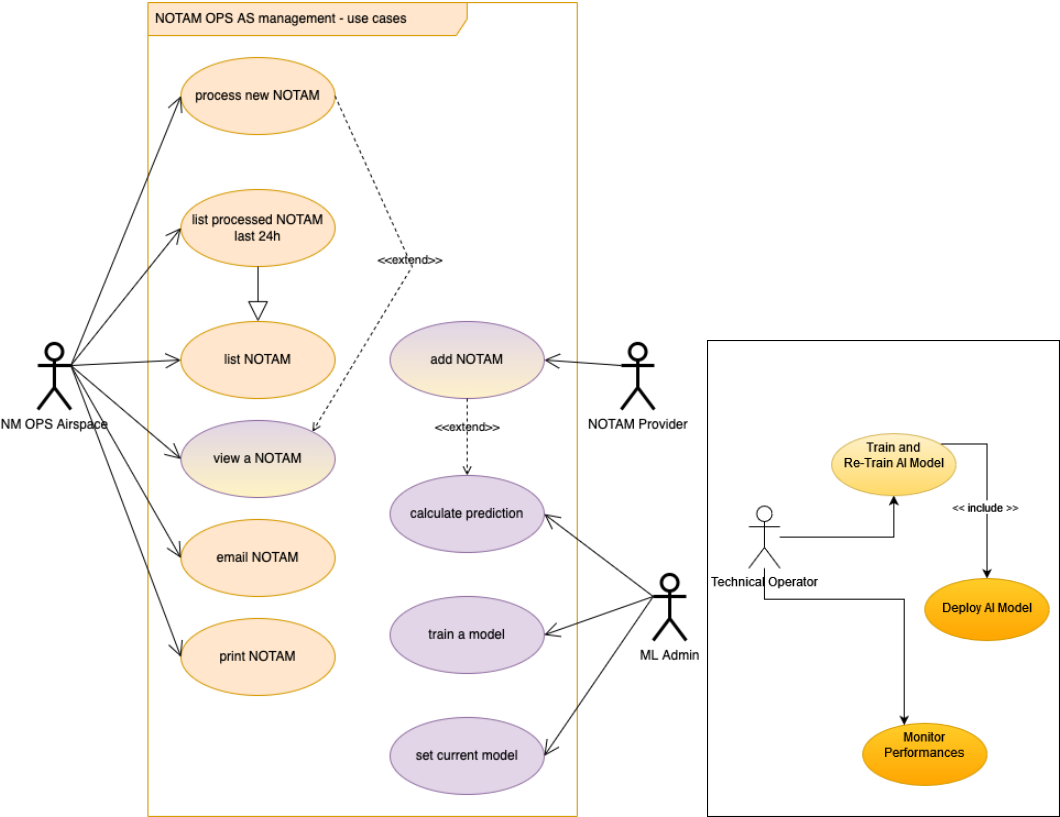 NOTAM OPS AS management - use cases
process new NOTAM
list processed NOTAM
last 24h
<<extend>>
list NOTAM
add NOTAM
NM OPS Airspace
NOTAM Provider
<<extend>>
view a NOTAM
calculate prediction
email NOTAM
train a model
ML Admin
print NOTAM
set current model
Train and
Re-Train AI Model
<< include >>
Technical Operator
Deploy AI Model
Monitor
Performances